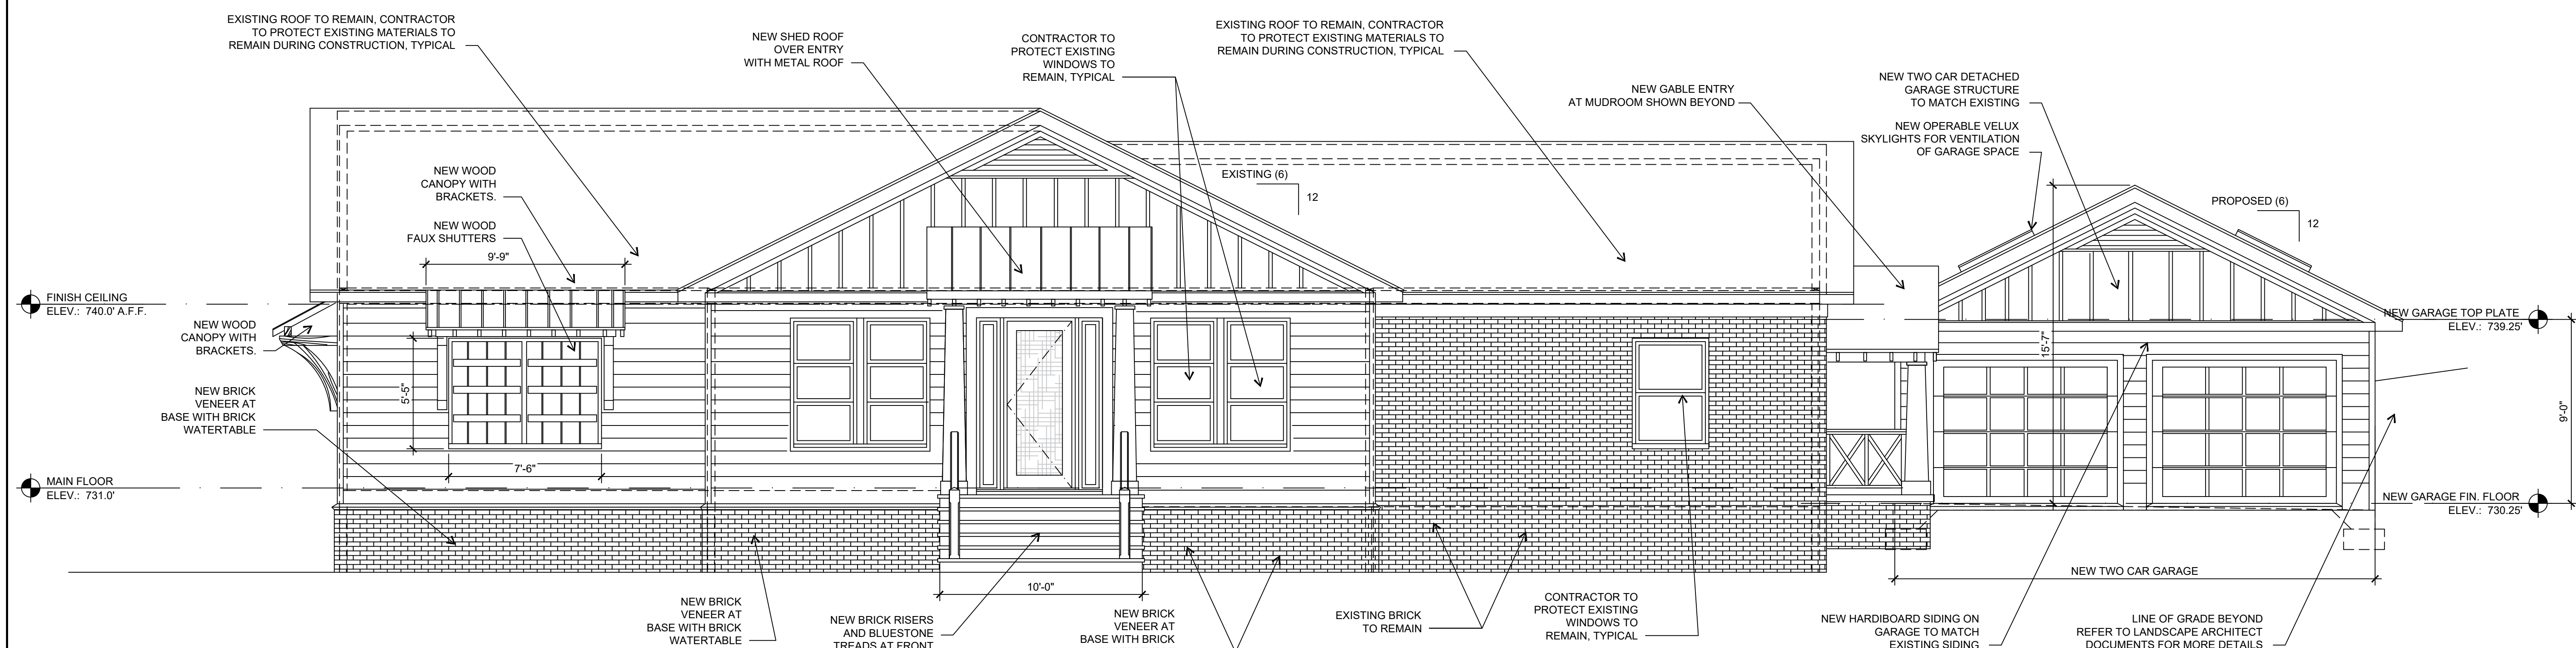 EXISTING ROOF TO REMAIN, CONTRACTOR
TO PROTECT EXISTING MATERIALS TO
REMAIN DURING CONSTRUCTION, TYPICAL
NEW SHED ROOF
OVER ENTRY
WITH METAL ROOF
CONTRACTOR TO
PROTECT EXISTING
WINDOWS TO
REMAIN, TYPICAL
EXISTING ROOF TO REMAIN, CONTRACTOR
TO PROTECT EXISTING MATERIALS TO
REMAIN DURING CONSTRUCTION, TYPICAL
NEW GABLE ENTRY
AT MUDROOM SHOWN BEYOND
NEW TWO CAR DETACHED
GARAGE STRUCTURE
TO MATCH EXISTING
NEW OPERABLE VELUX
SKYLIGHTS FOR VENTILATION
OF GARAGE SPACE
NEW WOOD
CANOPY WITH
BRACKETS.
NEW WOOD
FAUX SHUTTERS
9'-9"
EXISTING (6)
12
PROPOSED (6)
12
FINISH CEILING
ELEV.: 740.0' A.F.F.
NEW WOOD
CANOPY WITH
BRACKETS.
NEW BRICK
VENEER AT
BASE WITH BRICK
WATERTABLE
5'-5"
7'-6"
15'-7"
NEW GARAGE TOP PLATE
ELEV.: 739.25'
9'-0"
MAIN FLOOR
ELEV.: 731.0'
NEW GARAGE FIN. FLOOR
ELEV.: 730.25'
NEW TWO CAR GARAGE
10'-0"
NEW BRICK
VENEER AT
BASE WITH BRICK
WATERTABLE
NEW BRICK RISERS
AND BLUESTONE
TREADS AT FRONT
NEW BRICK
VENEER AT
BASE WITH BRICK
EXISTING BRICK
TO REMAIN
CONTRACTOR TO
PROTECT EXISTING
WINDOWS TO
REMAIN, TYPICAL
NEW HARDIBOARD SIDING ON
GARAGE TO MATCH
EXISTING SIDING
LINE OF GRADE BEYOND
REFER TO LANDSCAPE ARCHITECT
DOCUMENTS FOR MORE DETAILS